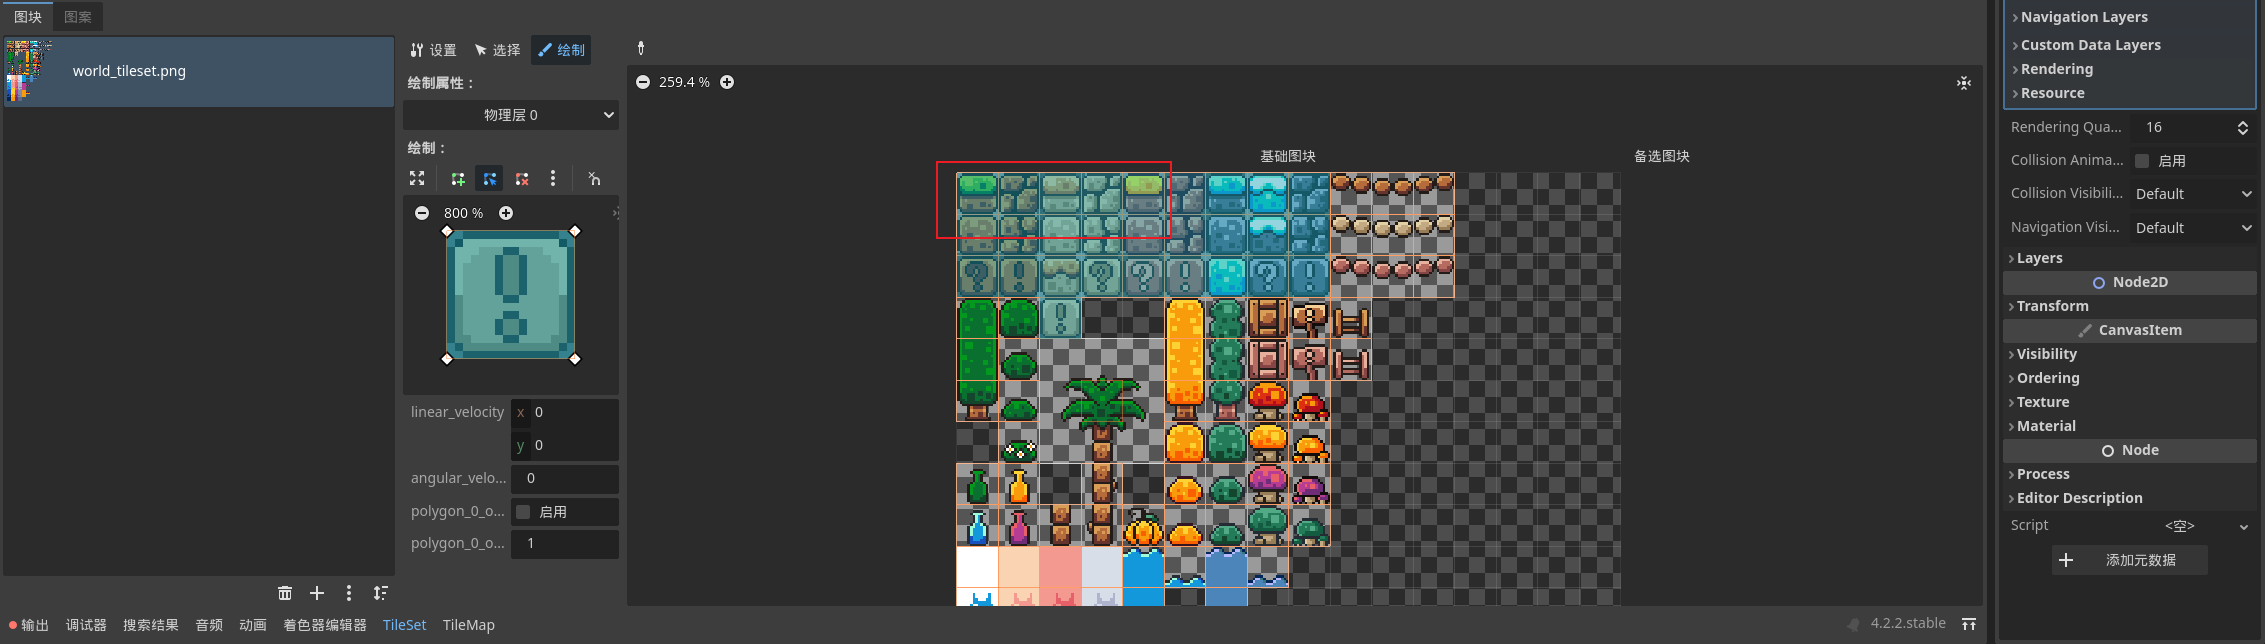 图块 图案
world_tileset.png
设置 选择 绘制
绘制属性：
物理层 0
绘制：
800 %
linear_velocity x 0
y 0
angular_velo... 0
polygon_0_o... 启用
polygon_0_o... 1
259.4 %
基础图块 备选图块
Navigation Layers
Custom Data Layers
Rendering
Resource
Rendering Qua... 16
Collision Anima... 启用
Collision Visibili... Default
Navigation Visi... Default
Layers
Node2D
Transform
CanvasItem
Visibility
Ordering
Texture
Material
Node
Process
Editor Description
Script <空>
添加元数据
输出 调试器 搜索结果 音频 动画 着色器编辑器 TileSet TileMap 4.2.2.stable